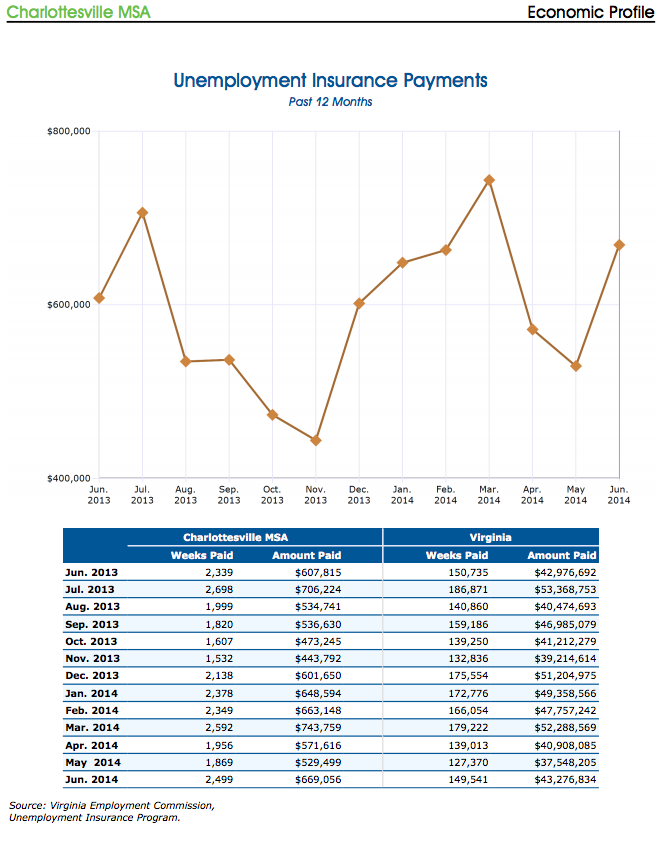 Charlottesville MSA Economic Profile
Unemployment Insurance Payments
Past 12 Months
$800,000
$600,000
$400,000
Jun. Jul. Aug. Sep. Oct. Nov. Dec. Jan. Feb. Mar. Apr. May Jun.
2013 2013 2013 2013 2013 2013 2013 2014 2014 2014 2014 2014 2014
Charlottesville MSA Virginia
Weeks Paid Amount Paid Weeks Paid Amount Paid
Jun. 2013 2,339 $607,815 150,735 $42,976,692
Jul. 2013 2,698 $706,224 186,871 $53,368,753
Aug. 2013 1,999 $534,741 140,860 $40,474,693
Sep. 2013 1,820 $536,630 159,186 $46,985,079
Oct. 2013 1,607 $473,245 139,250 $41,212,279
Nov. 2013 1,532 $443,792 132,836 $39,214,614
Dec. 2013 2,138 $601,650 175,554 $51,204,975
Jan. 2014 2,378 $648,594 172,776 $49,358,566
Feb. 2014 2,349 $663,148 166,054 $47,757,242
Mar. 2014 2,592 $743,759 179,222 $52,288,569
Apr. 2014 1,956 $571,616 139,013 $40,908,085
May 2014 1,869 $529,499 127,370 $37,548,205
Jun. 2014 2,499 $669,056 149,541 $43,276,834
Source: Virginia Employment Commission,
Unemployment Insurance Program.